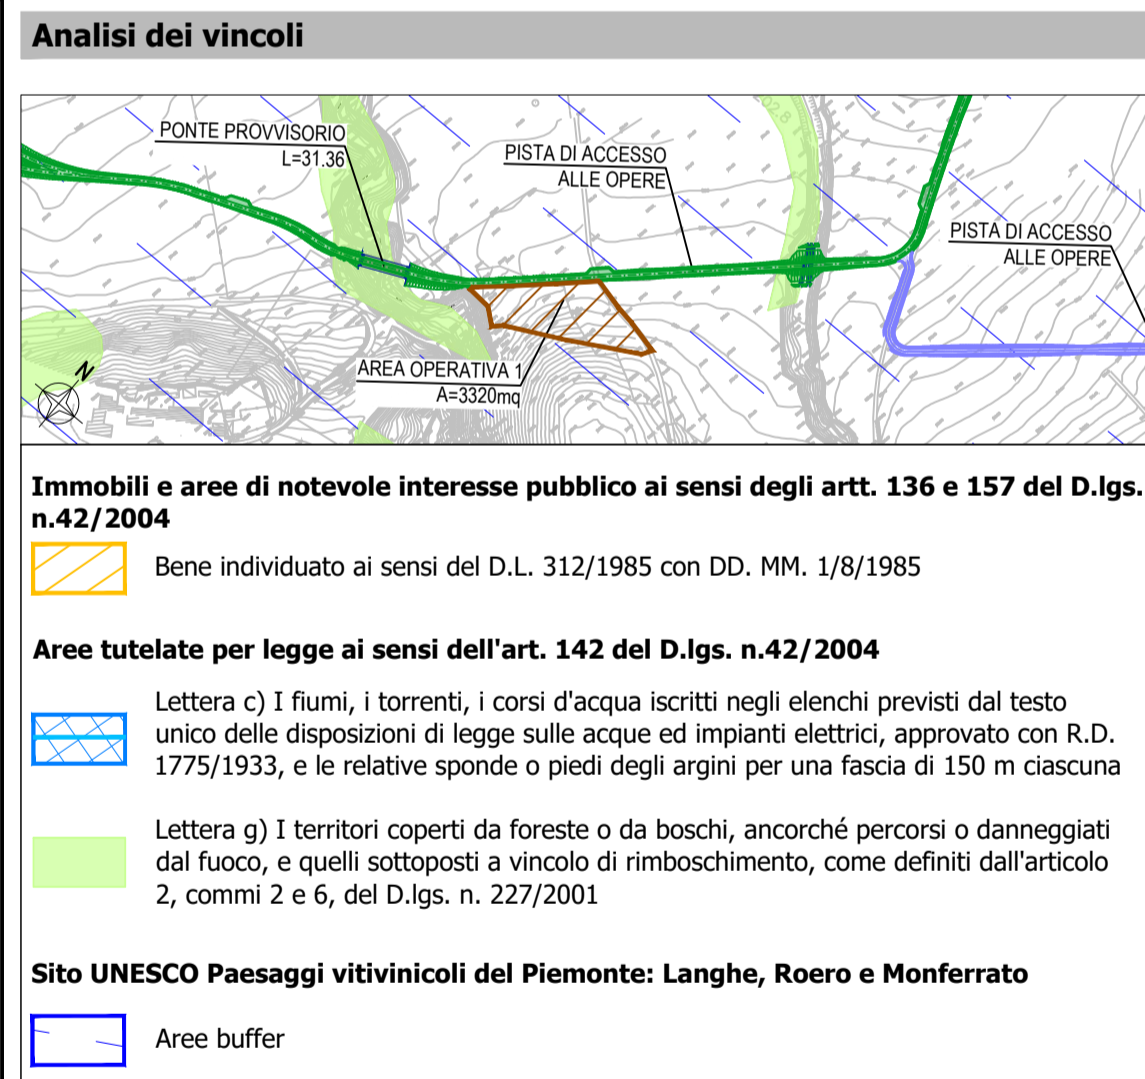 Analisi dei vincoli
PONTE PROVVISORIO
L=31.36
PISTA DI ACCESSO
ALLE OPERE
PISTA DI ACCESSO
ALLE OPERE
202.8
AREA OPERATIVA 1
A=3320mq
N
Immobili e aree di notevole interesse pubblico ai sensi degli artt. 136 e 157 del D.lgs.
n.42/2004
Bene individuato ai sensi del D.L. 312/1985 con DD. MM. 1/8/1985
Aree tutelate per legge ai sensi dell'art. 142 del D.lgs. n.42/2004
Lettera c) I fiumi, i torrenti, i corsi d'acqua iscritti negli elenchi previsti dal testo
unico delle disposizioni di legge sulle acque ed impianti elettrici, approvato con R.D.
1775/1933, e le relative sponde o piedi degli argini per una fascia di 150 m ciascuna
Lettera g) I territori coperti da foreste o da boschi, ancorché percorsi o danneggiati
dal fuoco, e quelli sottoposti a vincolo di rimboschimento, come definiti dall'articolo
2, commi 2 e 6, del D.lgs. n. 227/2001
Sito UNESCO Paesaggi vitivinicoli del Piemonte: Langhe, Roero e Monferrato
Aree buffer